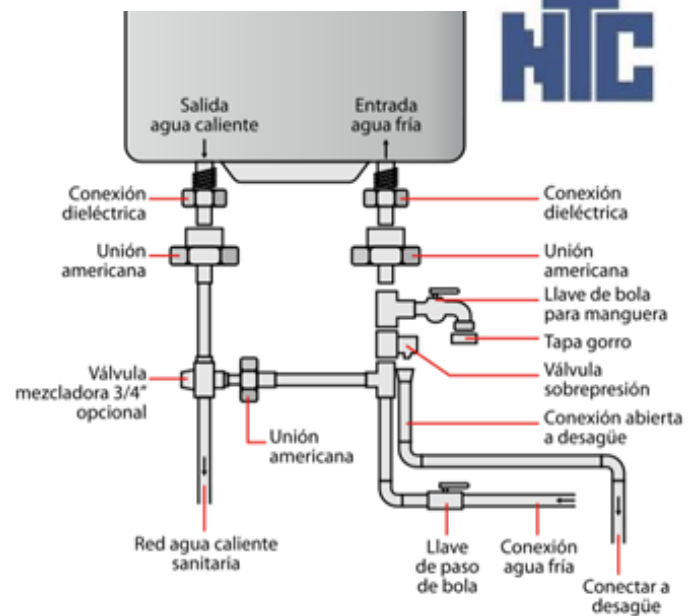 NTC
Salida
agua caliente
Entrada
agua fría
Conexión
dieléctrica
Conexión
dieléctrica
Unión
americana
Unión
americana
Llave de bola
para manguera
Tapa gorro
Válvula
mezcladora 3/4"
opcional
Válvula
sobrepresión
Unión
americana
Conexión abierta
a desagüe
Red agua caliente
sanitaria
Llave
de paso
de bola
Conexión
agua fría
Conectar a
desagüe